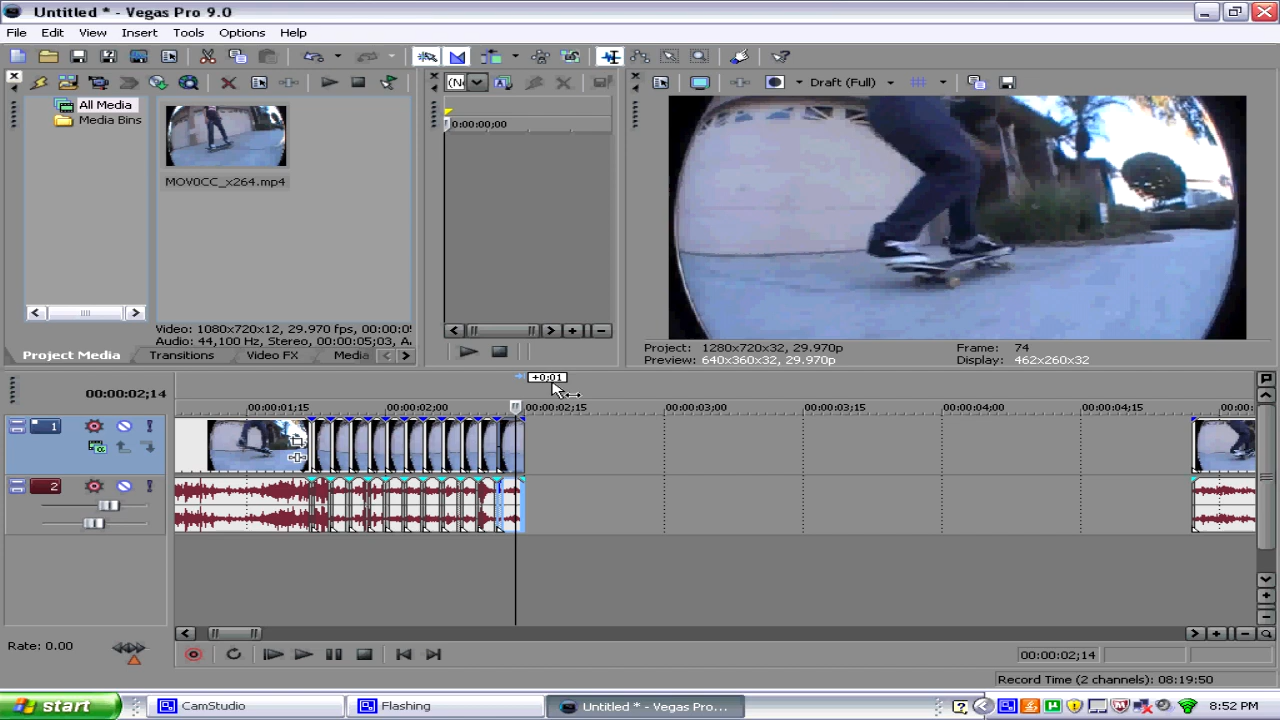 Untitled * - Vegas Pro 9.0
File Edit View Insert Tools Options Help
(N
Draft (Full)
All Media
Media Bins
MOV0CC_x264.mp4
0:00:00;00
Video: 1080x720x12, 29.970 fps, 00:00:0
Audio: 44,100 Hz, Stereo, 00:00:05;03, A
Project Media Transitions Video FX Media
Project: 1280x720x32, 29.970p
Preview: 640x360x32, 29.970p
Frame: 74
Display: 462x260x32
+0;01
00:00:02;14
00:00:01;15 00:00:02;00 00:00:02;15 00:00:03;00 00:00:03;15 00:00:04;00 00:00:04;15 00:00:
1
2
Rate: 0.00
00:00:02;14
Record Time (2 channels): 08:19:50
start CamStudio Flashing Untitled * - Vegas Pro... 8:52 PM